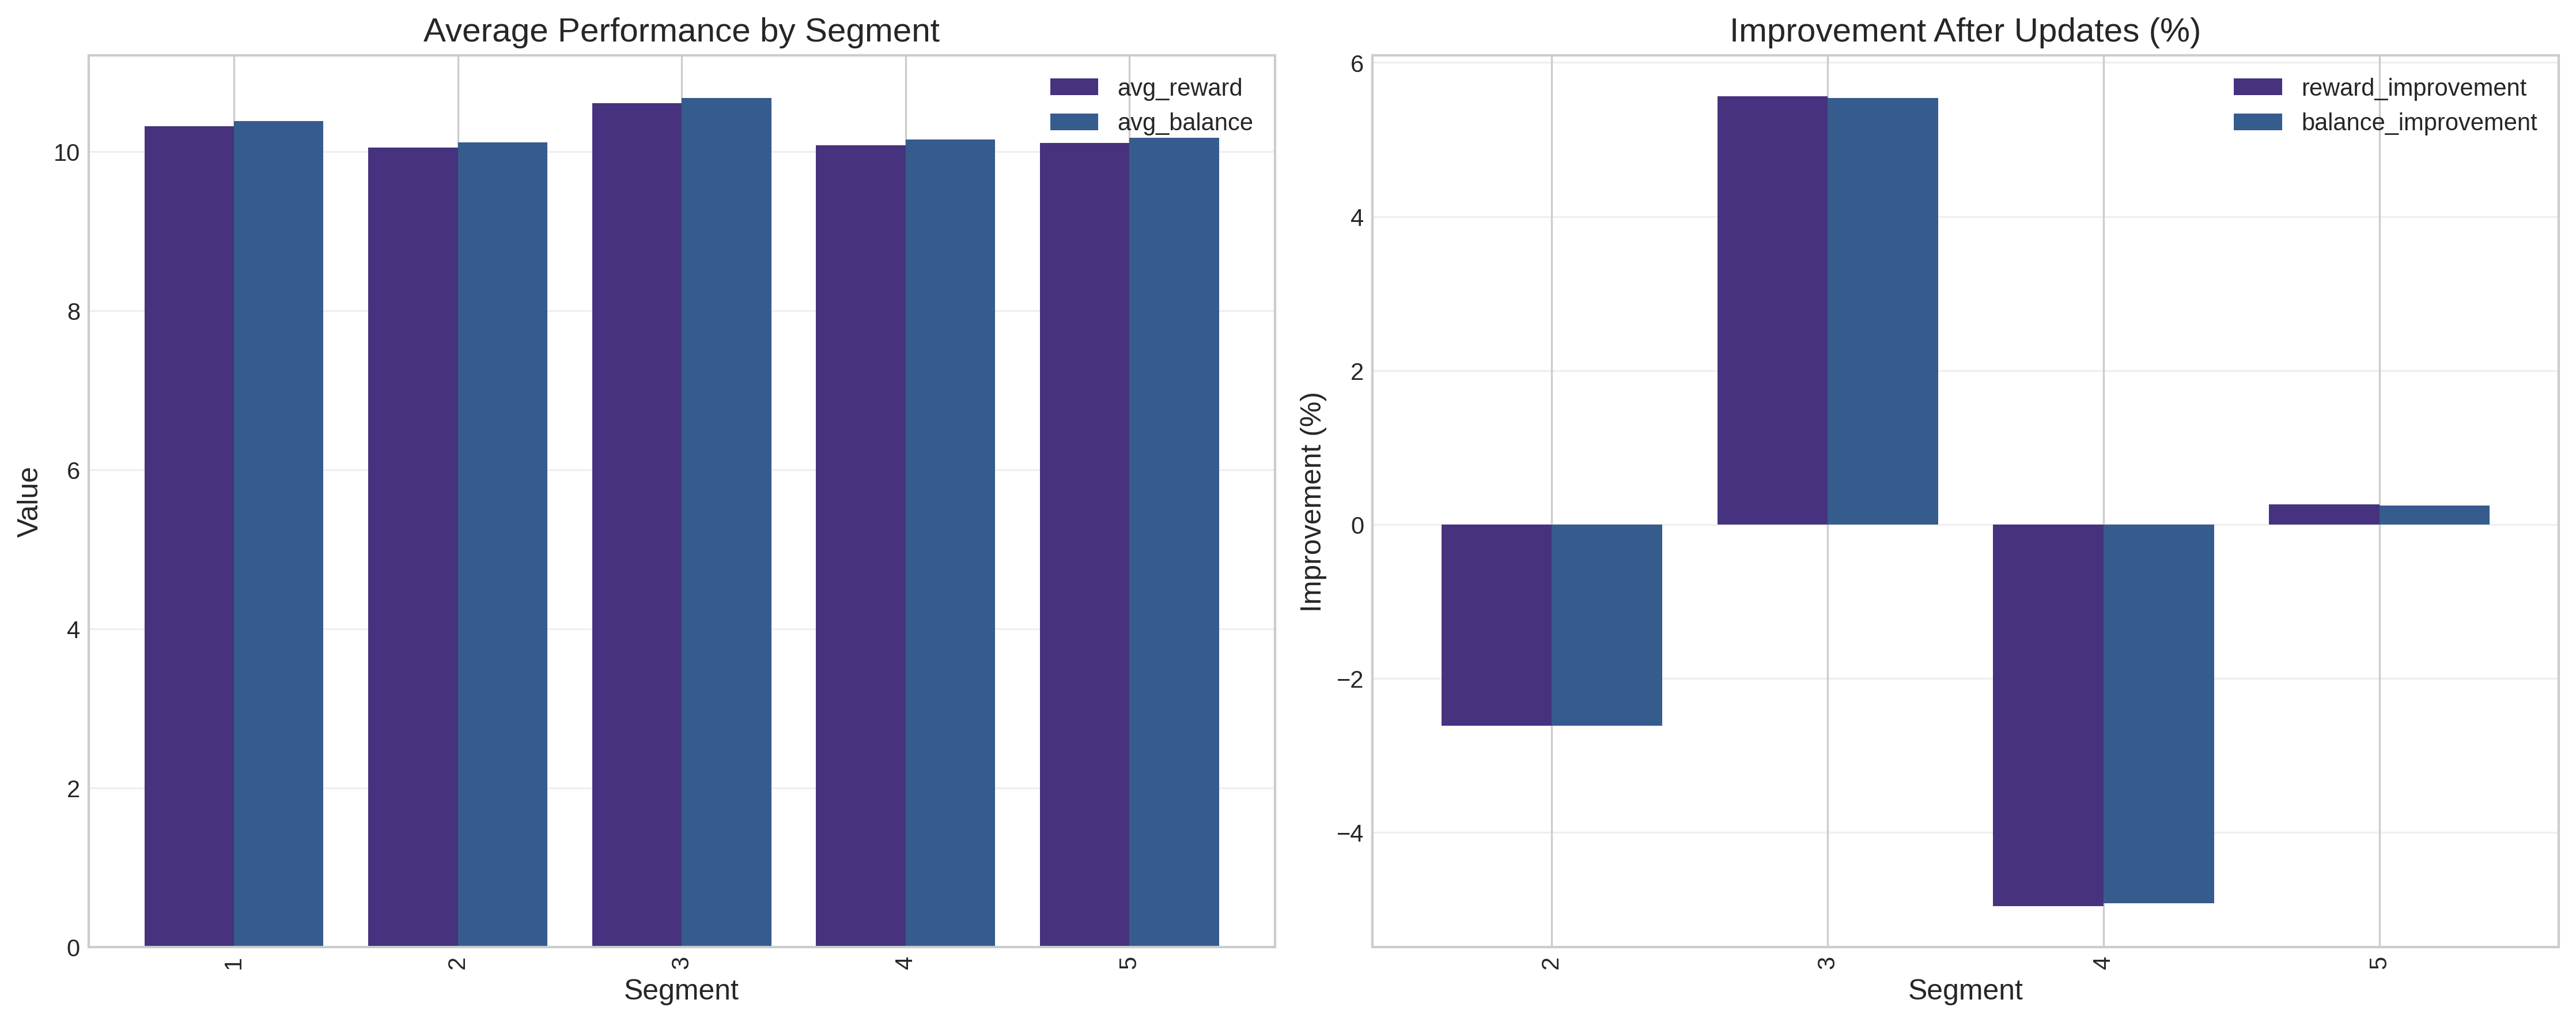 Average Performance by Segment
avg_reward
avg_balance
10
8
6
4
2
0
Value
1
2
3
4
5
Segment
Improvement After Updates (%)
reward_improvement
balance_improvement
6
4
2
0
−2
−4
Improvement (%)
2
3
4
5
Segment